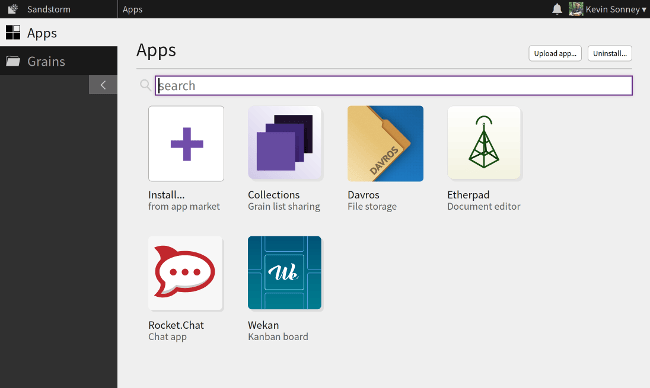 Sandstorm
Apps
Kevin Sonney ▾
Apps
Grains
Apps
Upload app...
Uninstall...
search
Install...
from app market
Collections
Grain list sharing
DAVROS
Davros
File storage
Etherpad
Document editor
Rocket.Chat
Chat app
We
Wekan
Kanban board